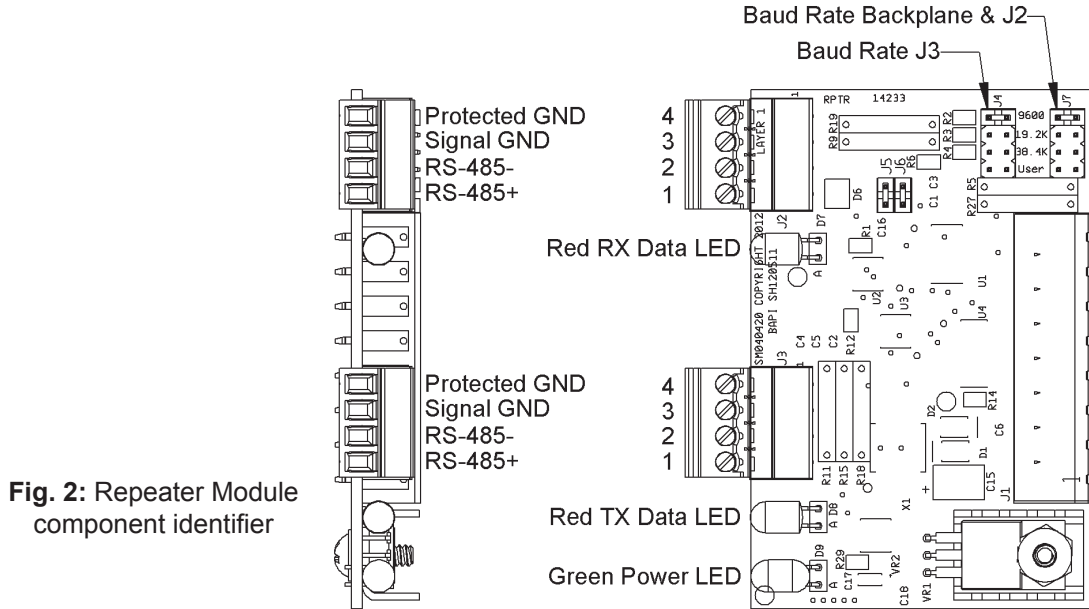 Baud Rate Backplane & J2
Baud Rate J3
Protected GND
Signal GND
RS-485-
RS-485+
4
3
2
1
Red RX Data LED
Protected GND
Signal GND
RS-485-
RS-485+
4
3
2
1
Fig. 2: Repeater Module
component identifier
Red TX Data LED
Green Power LED
RPTR 14233
LAYER 1
1
J4
J7
9600
19.2K
38.4K
User
R2
R3
R4
R19
R9
R6
R5
R27
J5
J6
C3
C1
C16
D6
D7
J2
R1
A
U2
U3
U1
U4
SM040420 COPYRIGHT 2012
BAPI SH120511
C4
C5
C2
R12
J3
1
R14
D2
C6
D1
C15
+
J1
R11
R15
R18
X1
D8
A
D9
A
R29
C17
VR2
C18
VR1